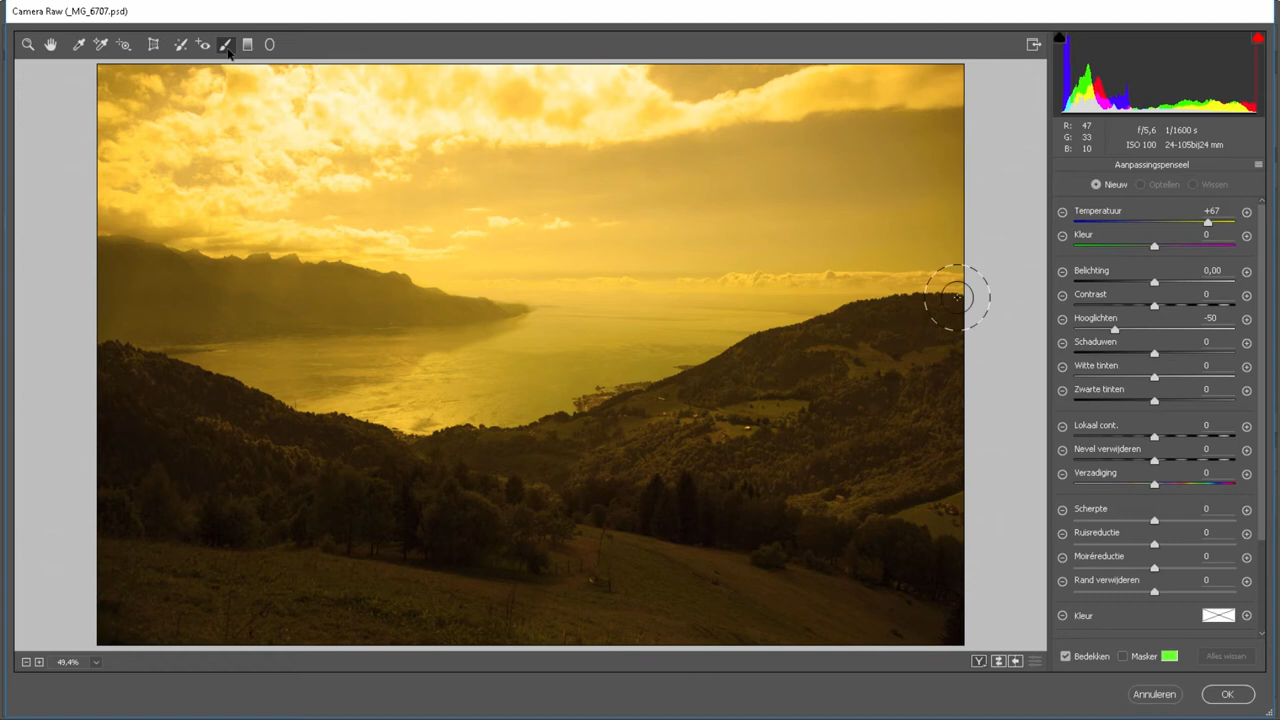 Camera Raw (_MG_6707.psd)
R: 47
G: 33
B: 10
f/5,6 1/1600 s
ISO 100 24-105bij24 mm
Aanpassingspenseel
Nieuw Optellen Wissen
Temperatuur +67
Kleur 0
Belichting 0,00
Contrast 0
Hooglichten -50
Schaduwen 0
Witte tinten 0
Zwarte tinten 0
Lokaal cont. 0
Nevel verwijderen 0
Verzadiging 0
Scherpte 0
Ruisreductie 0
Moiréreductie 0
Rand verwijderen 0
Kleur
Bedekken Masker Alles wissen
49,4% Y
Annuleren OK